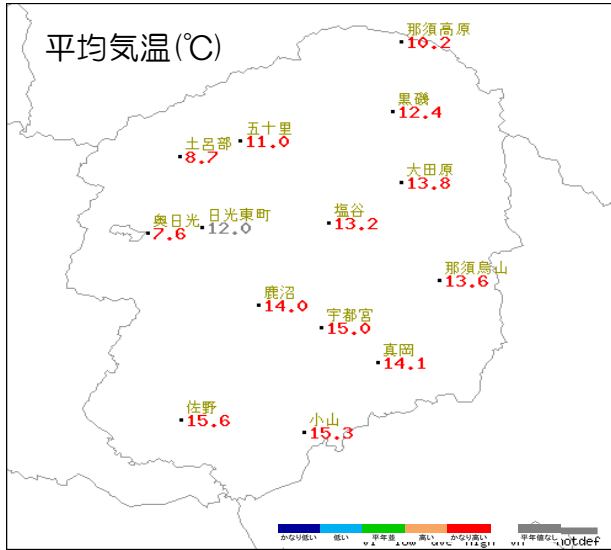 平均気温(℃)
那須高原
10.2
黒磯
12.4
五十里
11.0
土呂部
8.7
大田原
13.8
塩谷
13.2
日光東町
12.0
奥日光
7.6
那須烏山
13.6
鹿沼
14.0
宇都宮
15.0
真岡
14.1
佐野
15.6
小山
15.3
かなり低い 低い 平年並 高い かなり高い 平年値なし
notdef